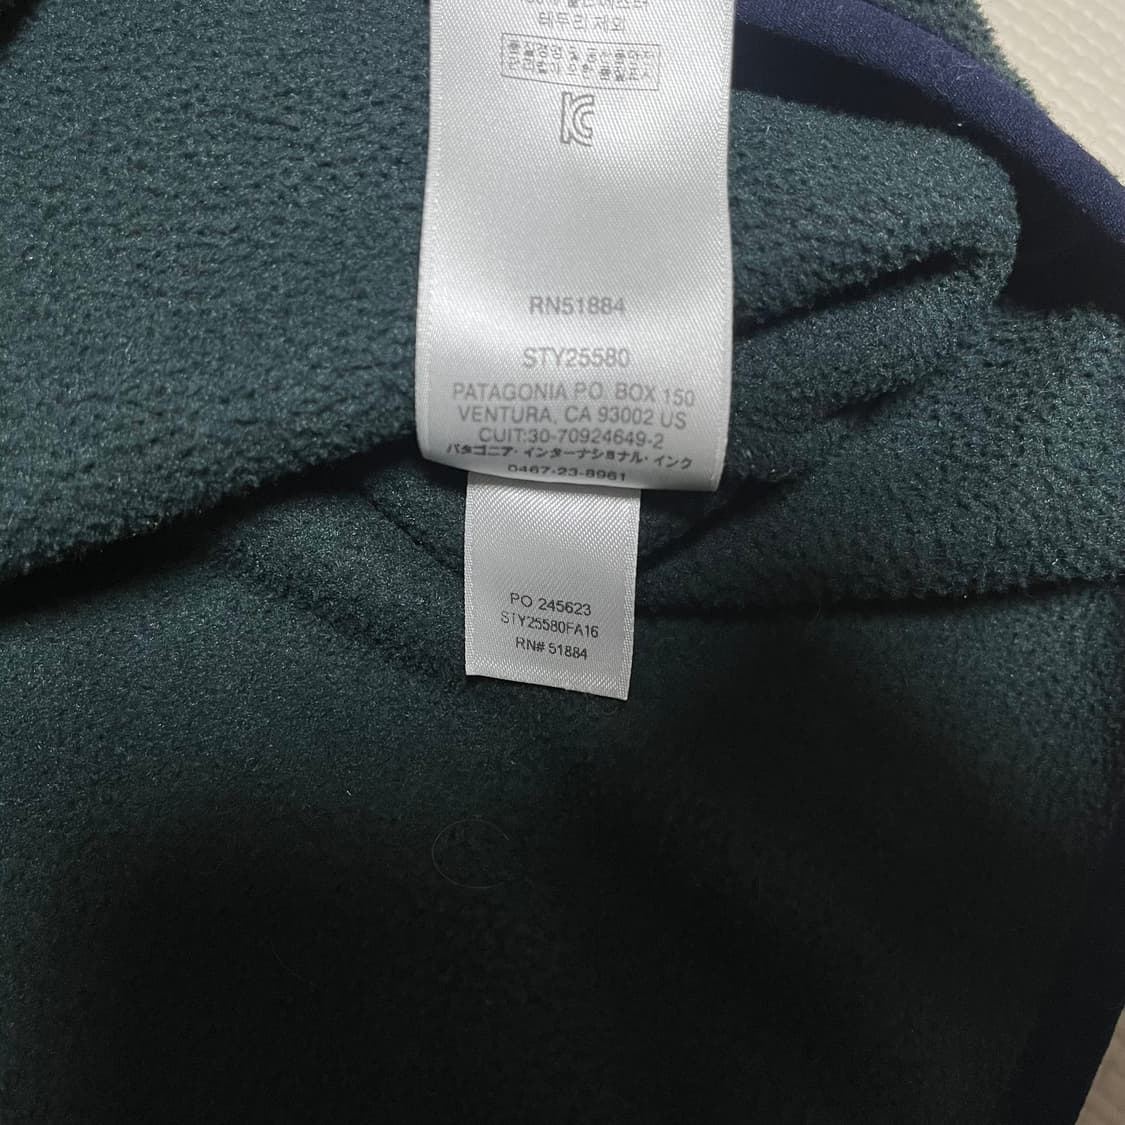 테두리 제외
RN51884
STY25580
PATAGONIA P.O. BOX 150
VENTURA, CA 93002 US
CUIT:30-70924649-2
パタゴニア・インターナショナル・インク
0467-23-8961
PO 245623
STY25580FA16
RN# 51884